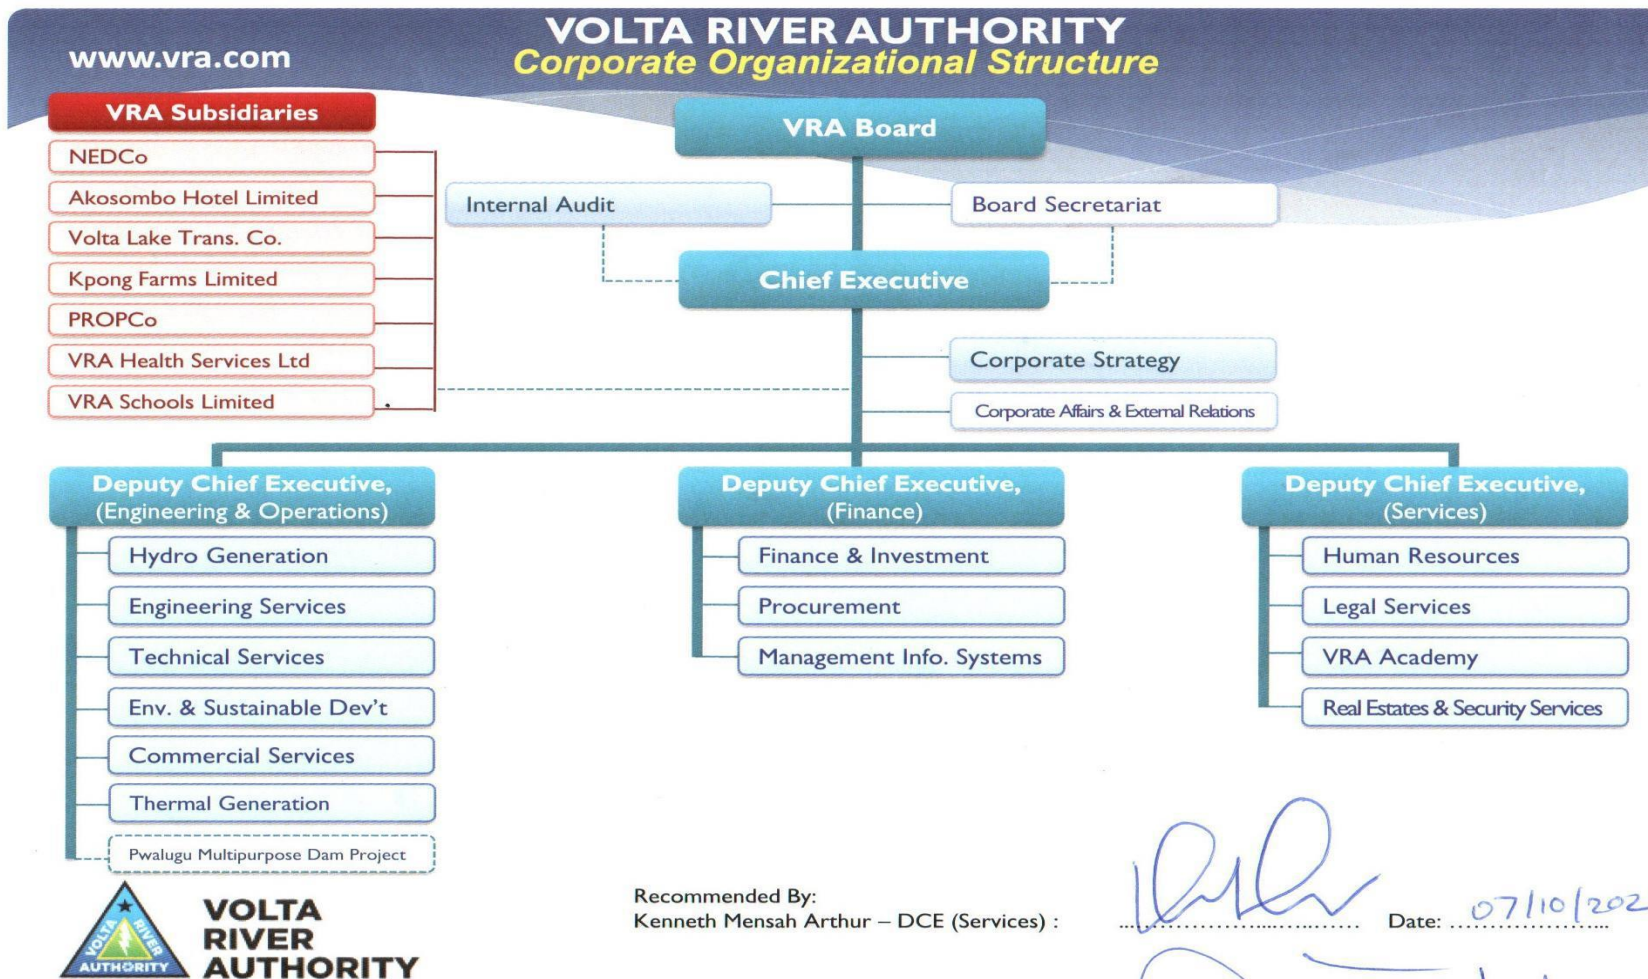 www.vra.com
VOLTA RIVER AUTHORITY
Corporate Organizational Structure
VRA Subsidiaries
NEDCo
Akosombo Hotel Limited
Volta Lake Trans. Co.
Kpong Farms Limited
PROPCo
VRA Health Services Ltd
VRA Schools Limited
VRA Board
Internal Audit
Board Secretariat
Chief Executive
Corporate Strategy
Corporate Affairs & External Relations
Deputy Chief Executive,
(Engineering & Operations)
Hydro Generation
Engineering Services
Technical Services
Env. & Sustainable Dev't
Commercial Services
Thermal Generation
Pwalugu Multipurpose Dam Project
Deputy Chief Executive,
(Finance)
Finance & Investment
Procurement
Management Info. Systems
Deputy Chief Executive,
(Services)
Human Resources
Legal Services
VRA Academy
Real Estates & Security Services
VOLTA RIVER AUTHORITY
VOLTA
RIVER
AUTHORITY
Recommended By:
Kenneth Mensah Arthur – DCE (Services) :
Date: 07/10/202